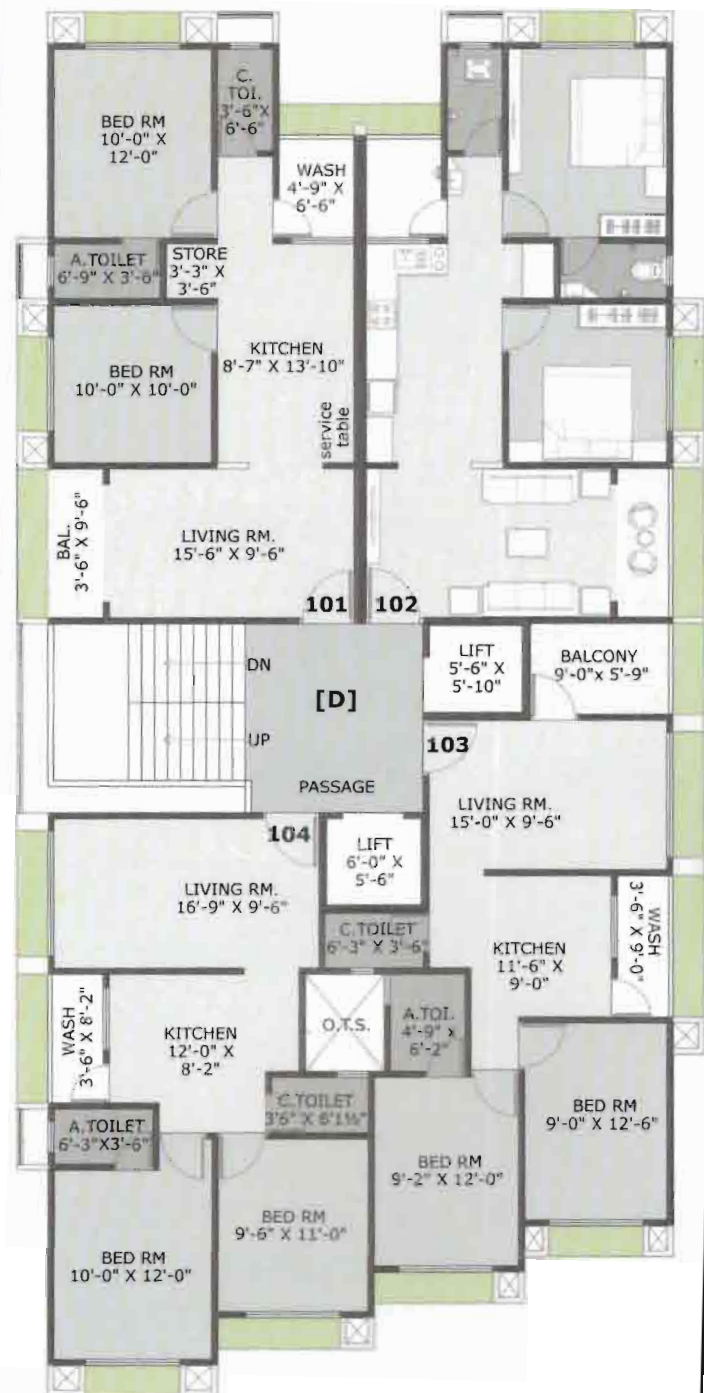 BED RM
10'-0" X
12'-0"
C.
TOI.
3'-6"X
6'-6"
WASH
4'-9" X
6'-6"
A.TOILET
6'-9" X 3'-6"
STORE
3'-3" X
3'-6"
BED RM
10'-0" X 10'-0"
KITCHEN
8'-7" X 13'-10"
service
table
BAL.
3'-6" X 9'-6"
LIVING RM.
15'-6" X 9'-6"
101
102
DN
UP
[D]
PASSAGE
LIFT
5'-6" X
5'-10"
BALCONY
9'-0"x 5'-9"
103
LIVING RM.
15'-0" X 9'-6"
104
LIFT
6'-0" X
5'-6"
LIVING RM.
16'-9" X 9'-6"
C.TOILET
6'-3" X 3'-6"
KITCHEN
11'-6" X
9'-0"
WASH
3'-6" X 9'-0"
WASH
3'-6" X 8'-2"
KITCHEN
12'-0" X
8'-2"
O.T.S.
A.TOI.
4'-9" x
6'-2"
C.TOILET
3'6" X 6'1½"
A.TOILET
6'-3"X3'-6"
BED RM
9'-0" X 12'-6"
BED RM
9'-2" X 12'-0"
BED RM
9'-6" X 11'-0"
BED RM
10'-0" X 12'-0"